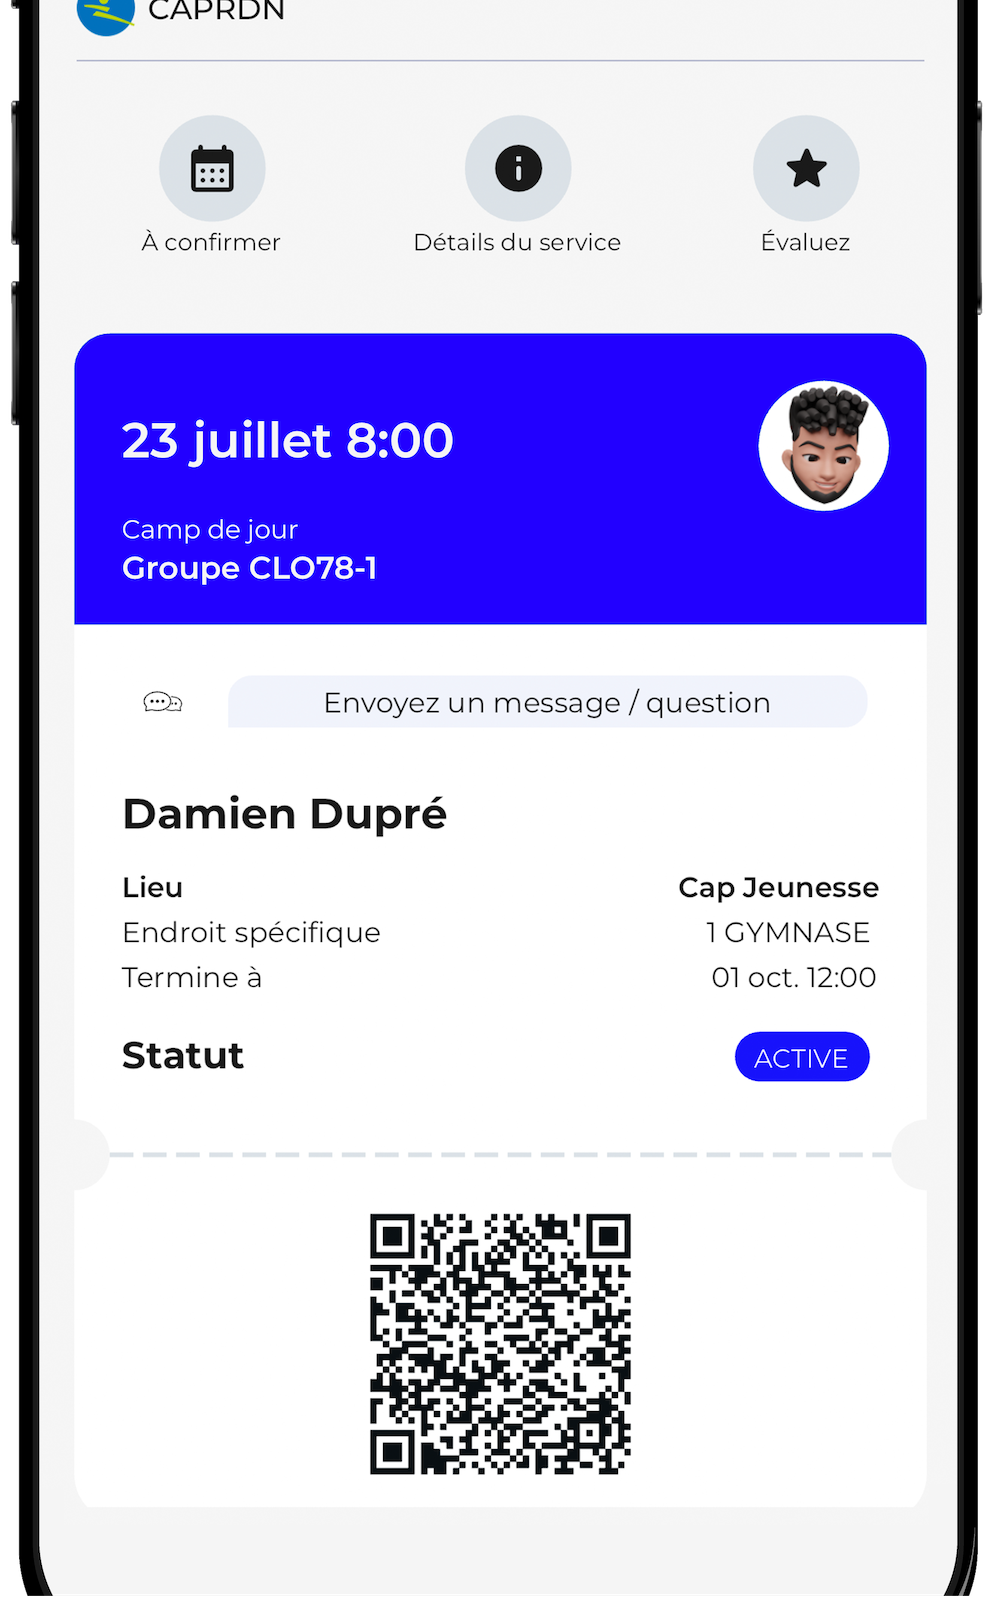 CAPRDN
À confirmer
Détails du service
Évaluez
23 juillet 8:00
Camp de jour
Groupe CLO78-1
Envoyez un message / question
Damien Dupré
Lieu Cap Jeunesse
Endroit spécifique 1 GYMNASE
Termine à 01 oct. 12:00
Statut ACTIVE